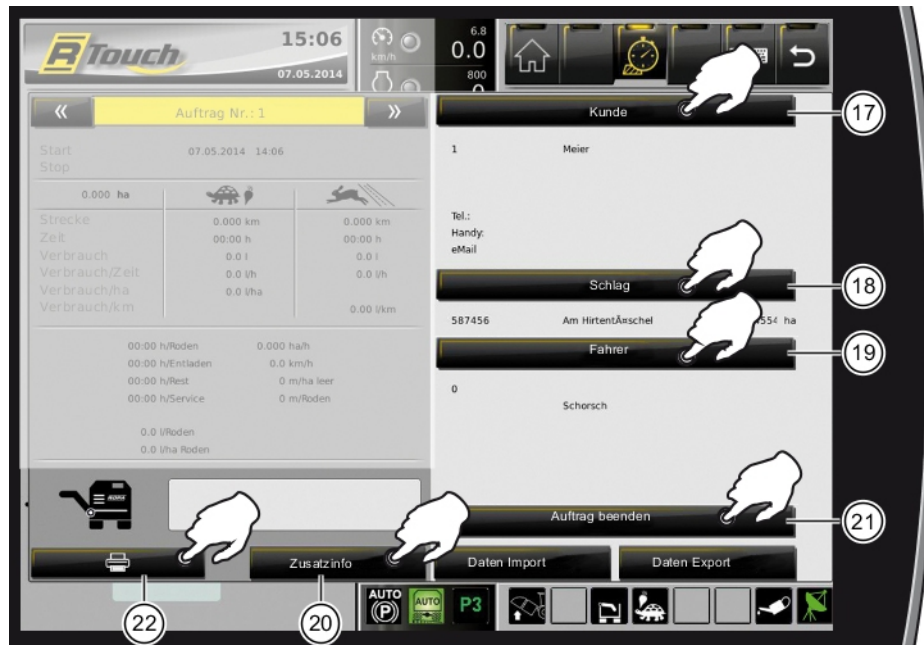 R Touch
15:06
07.05.2014
km/h
6.8
0.0
800
0
«
Auftrag Nr.: 1
»
Start 07.05.2014 14:06
Stop
0.000 ha
Strecke 0.000 km 0.000 km
Zeit 00:00 h 00:00 h
Verbrauch 0.0 l 0.0 l
Verbrauch/Zeit 0.0 l/h 0.0 l/h
Verbrauch/ha 0.0 l/ha
Verbrauch/km 0.00 l/km
00:00 h/Roden 0.000 ha/h
00:00 h/Entladen 0.0 km/h
00:00 h/Rest 0 m/ha leer
00:00 h/Service 0 m/Roden
0.0 l/Roden
0.0 l/ha Roden
Kunde
17
1 Meier
Tel.:
Handy:
eMail
Schlag
18
587456 Am HirtentÃ¤schel ha
Fahrer
19
0
Schorsch
Auftrag beenden
21
Zusatzinfo
Daten Import
Daten Export
22
20
AUTO
P
AUTO
P3